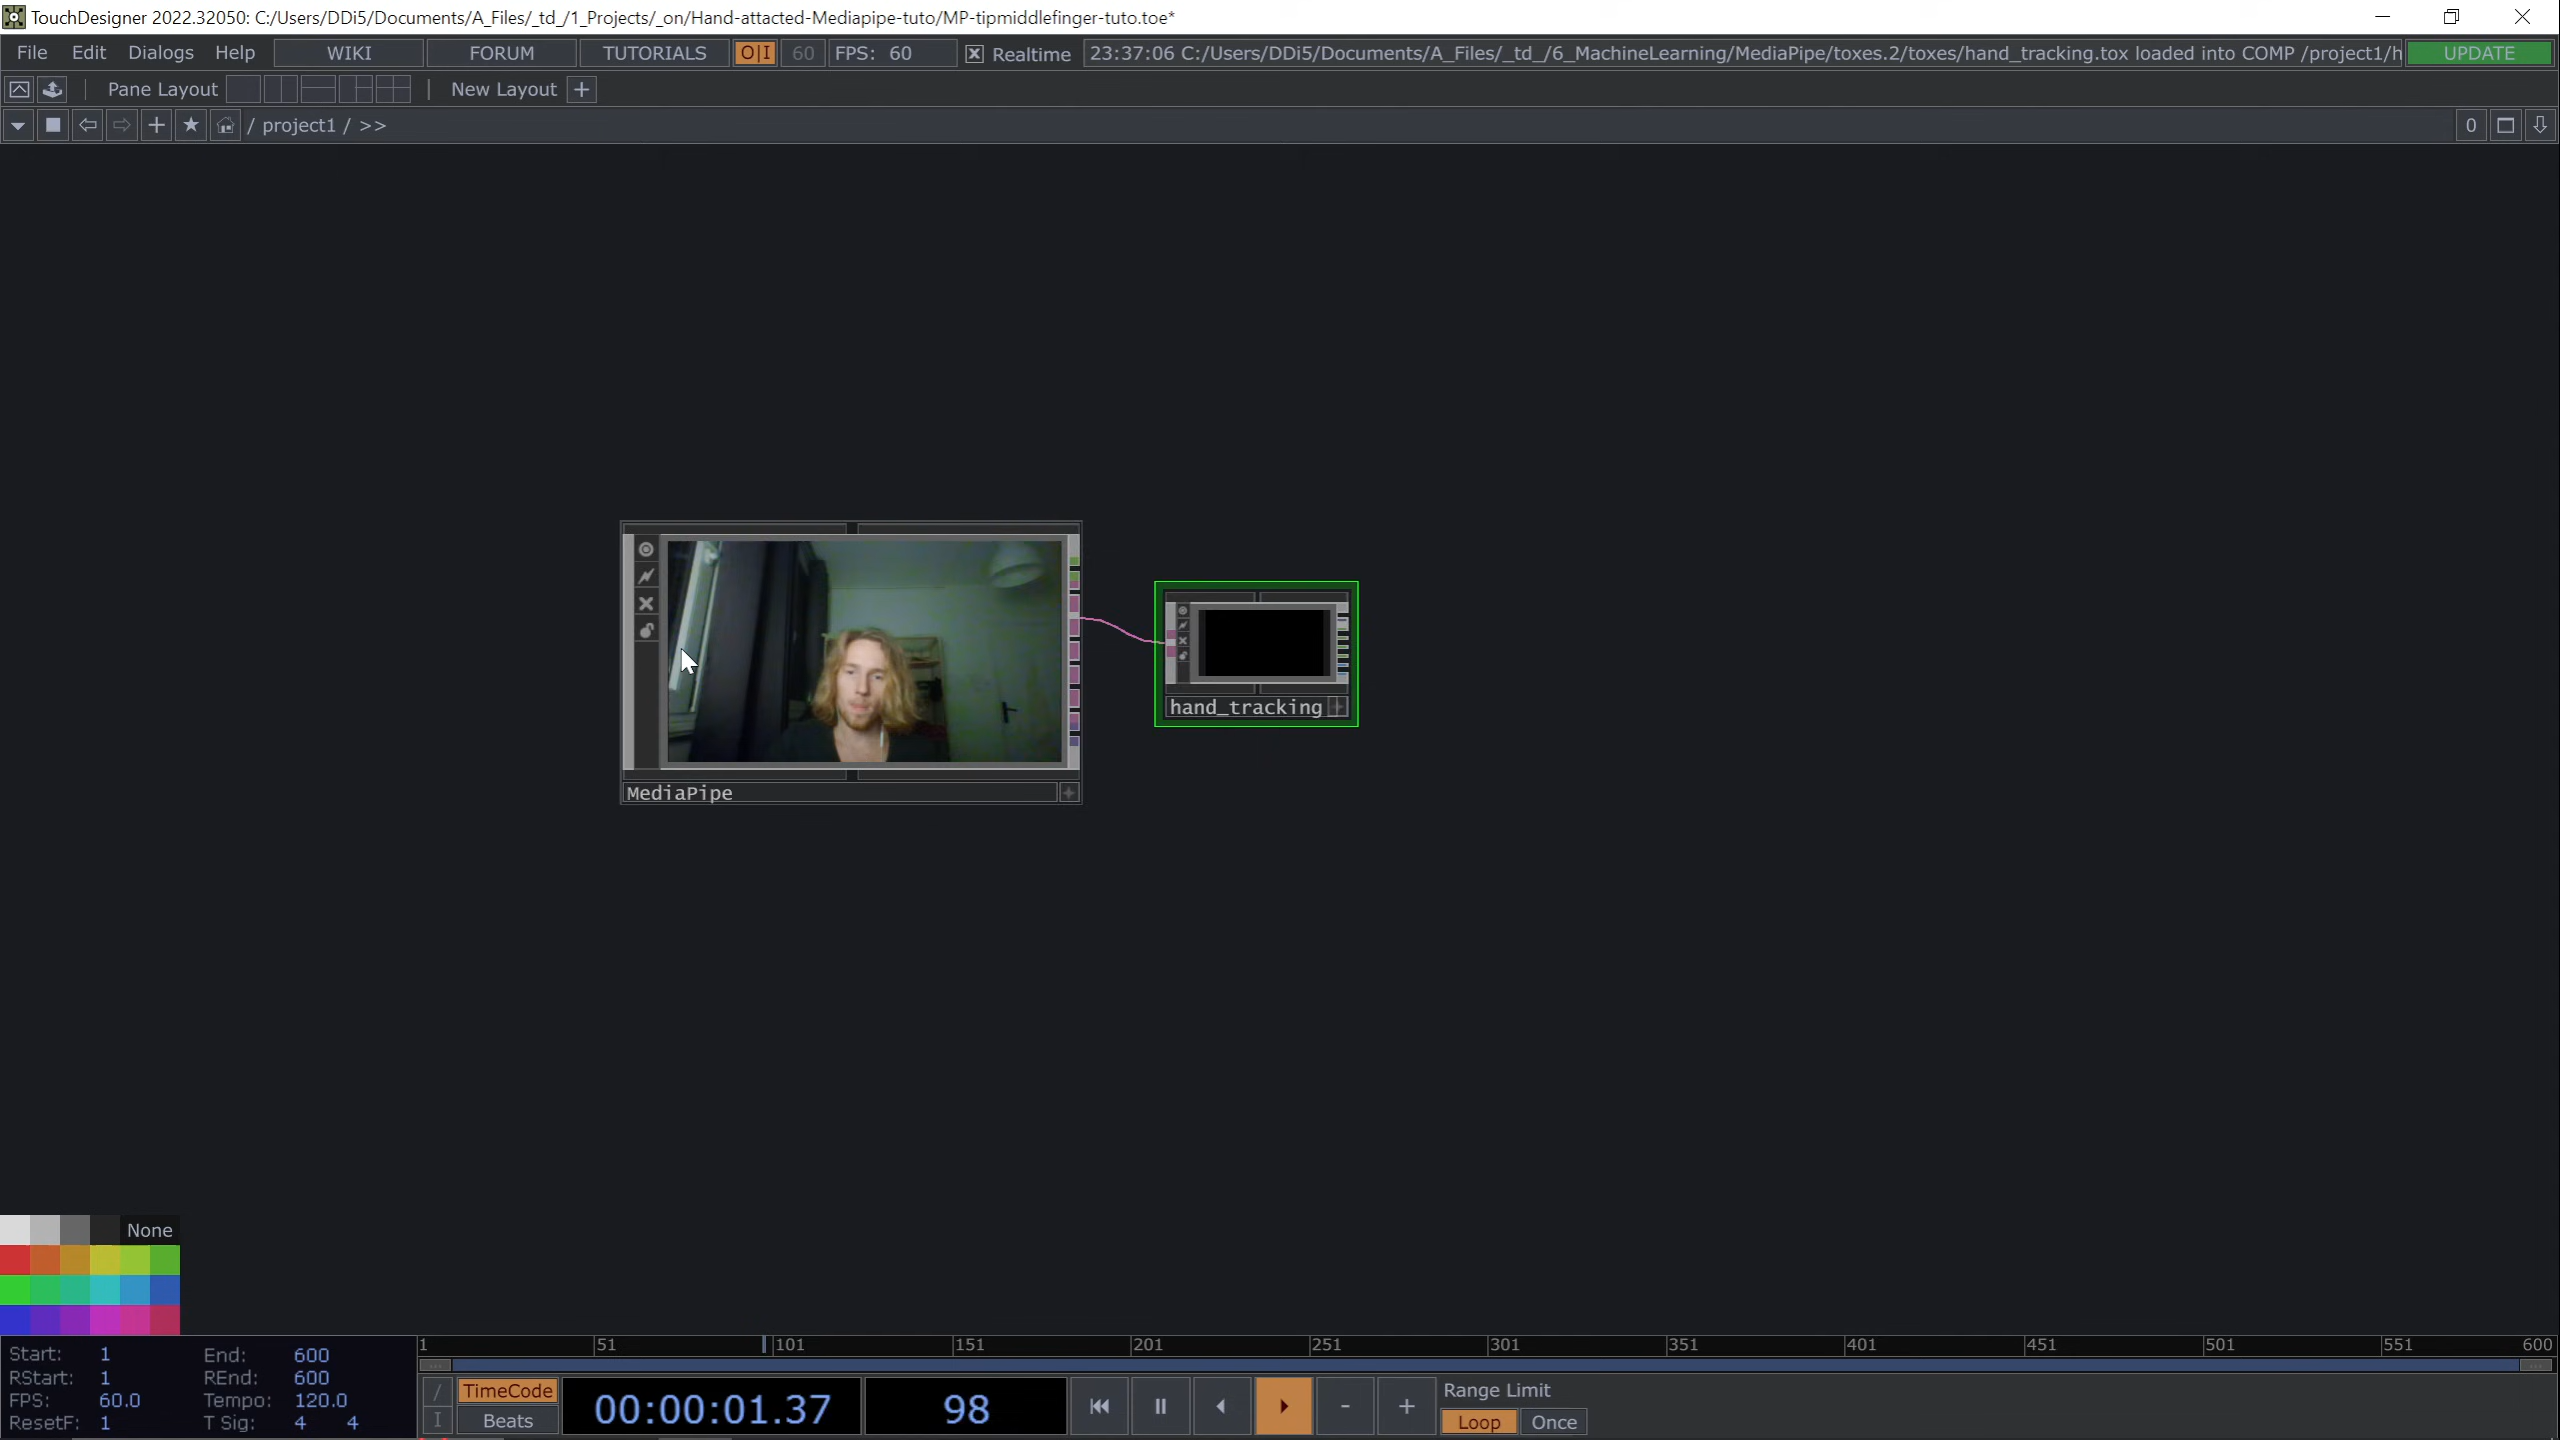 TouchDesigner 2022.32050: C:/Users/DDi5/Documents/A_Files/_td_/1_Projects/_on/Hand-attacted-Mediapipe-tuto/MP-tipmiddlefinger-tuto.toe*
File Edit Dialogs Help WIKI FORUM TUTORIALS O|I 60 FPS: 60 Realtime 23:37:06 C:/Users/DDi5/Documents/A_Files/_td_/6_MachineLearning/MediaPipe/toxes.2/toxes/hand_tracking.tox loaded into COMP /project1/h UPDATE
Pane Layout New Layout +
/ project1 / >> 0
hand_tracking
MediaPipe
None
1 51 101 151 201 251 301 351 401 451 501 551 600
Start: 1 End: 600
RStart: 1 REnd: 600
FPS: 60.0 Tempo: 120.0
ResetF: 1 T Sig: 4 4
/ TimeCode 00:00:01.37 98 - + Range Limit
I Beats Loop Once